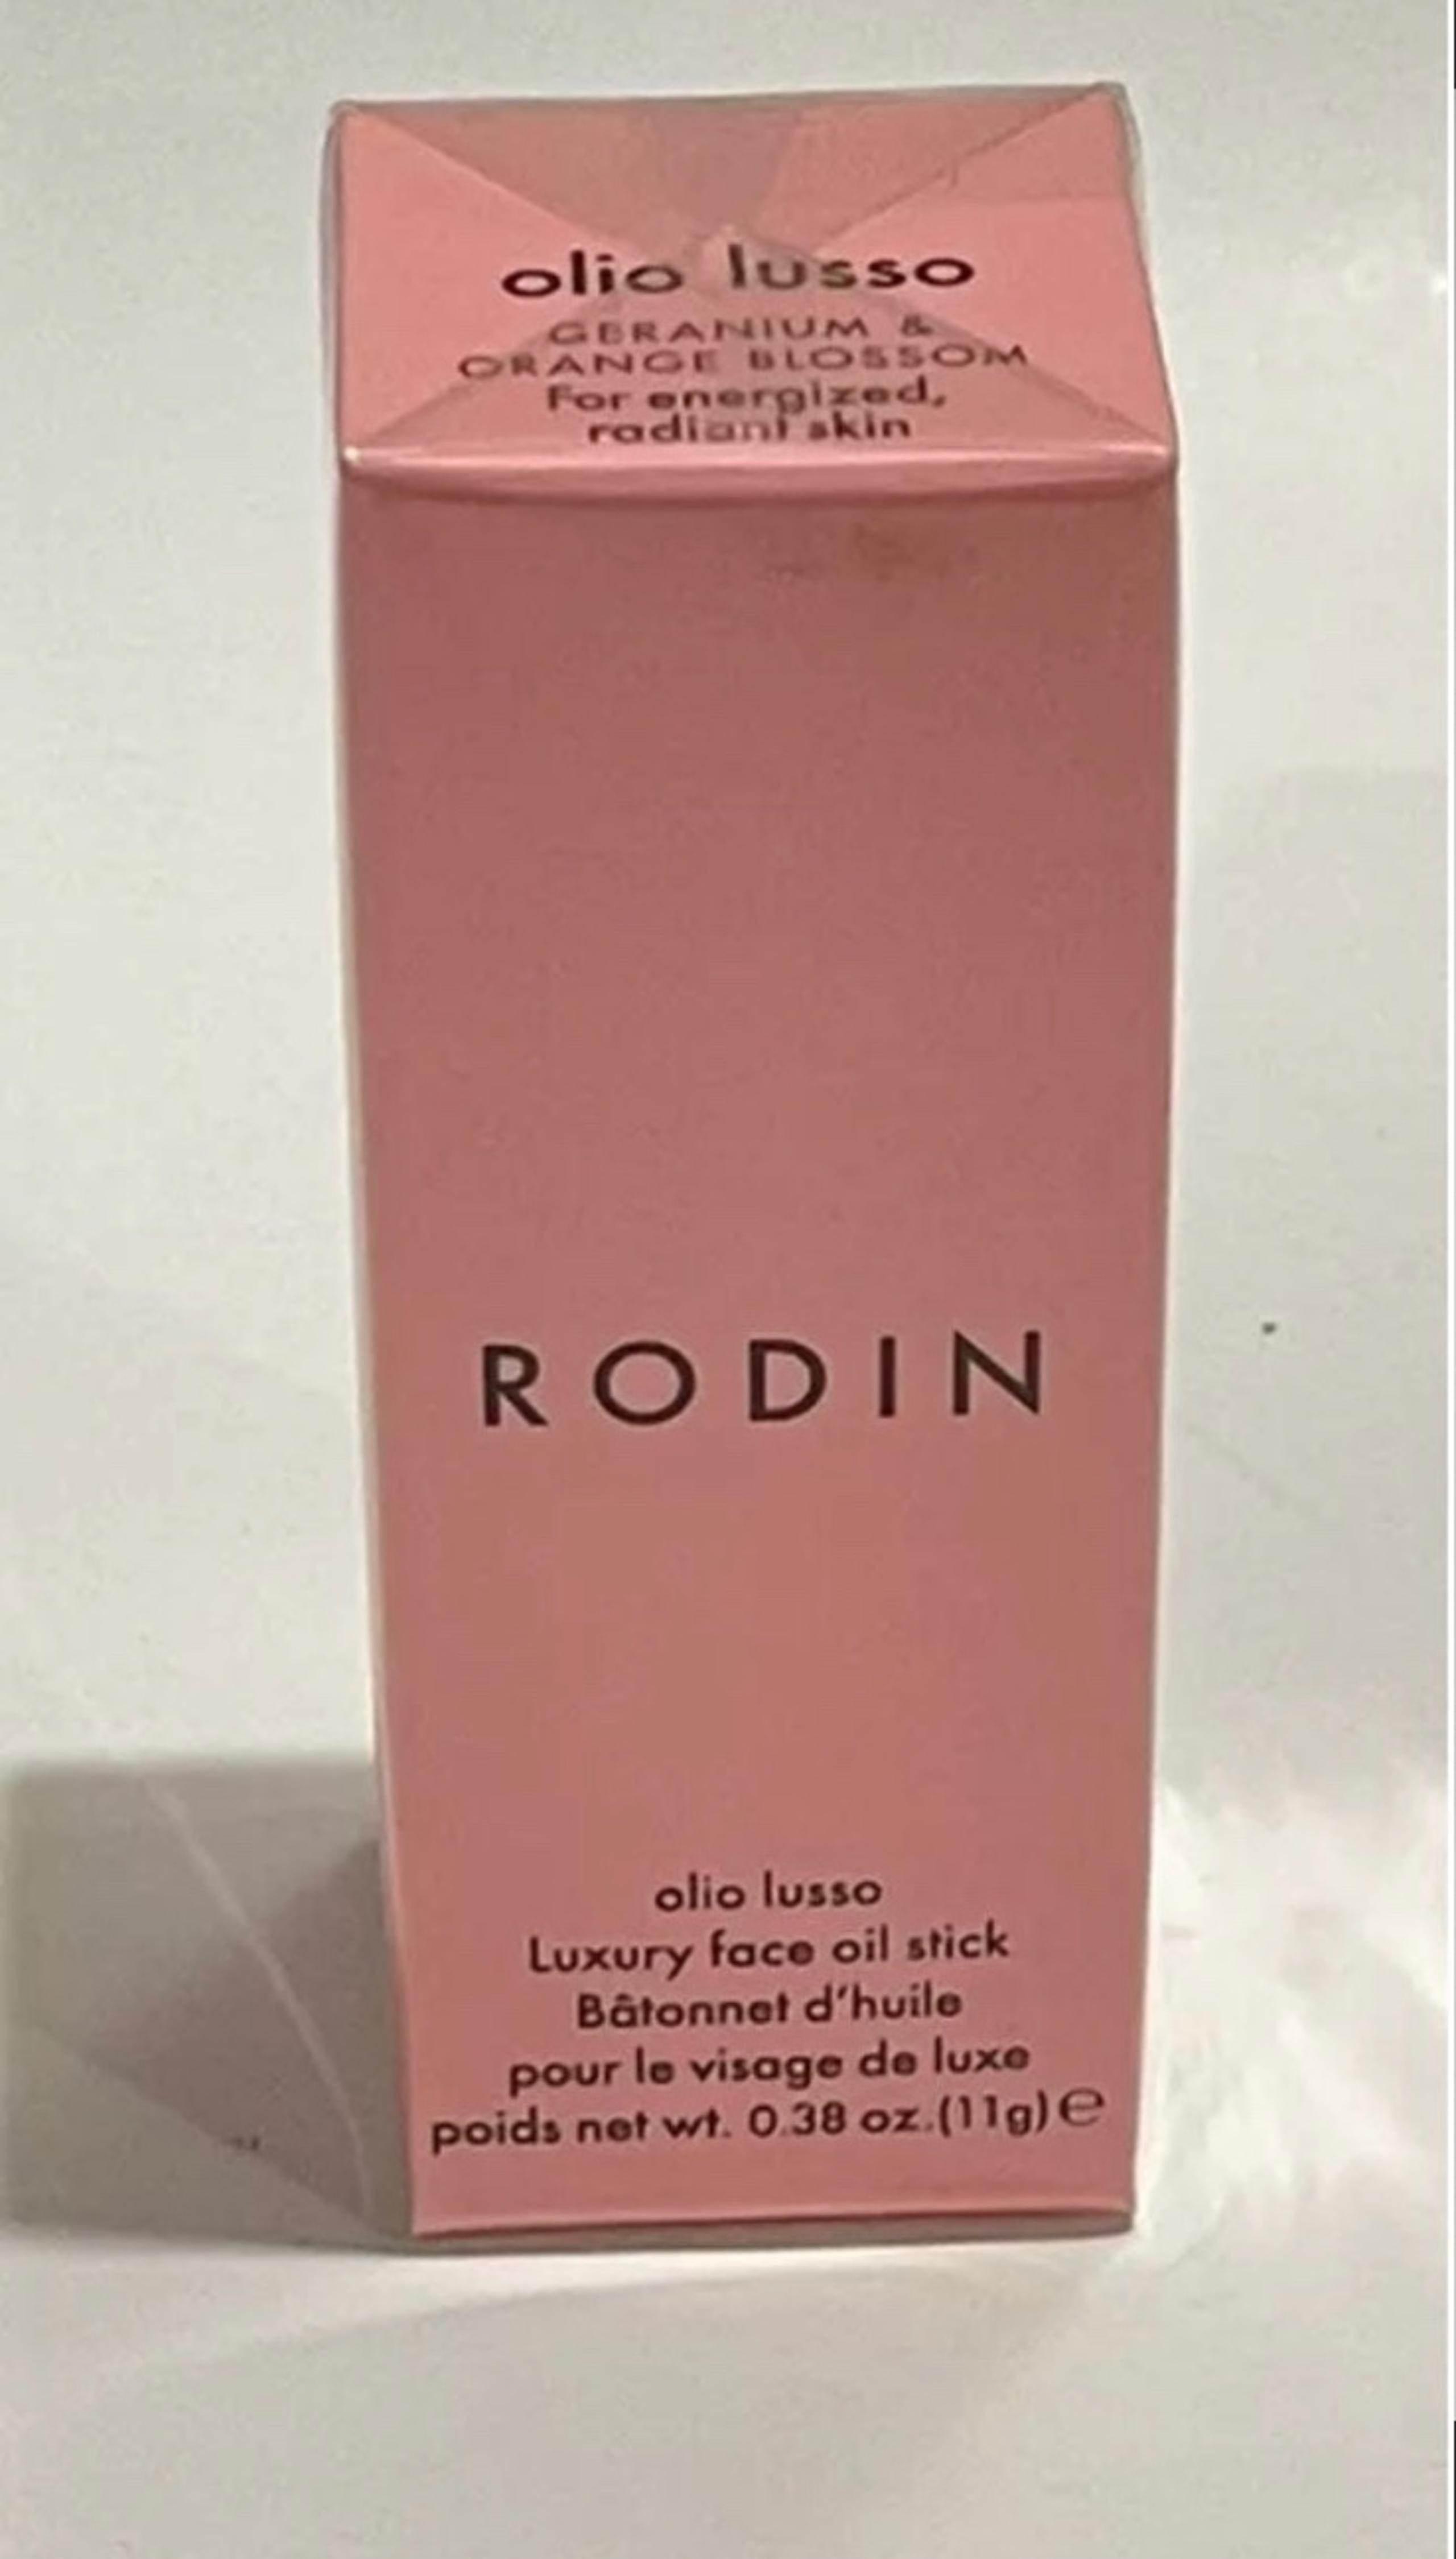 olio lusso
GERANIUM &
ORANGE BLOSSOM
For energized,
radiant skin
RODIN
olio lusso
Luxury face oil stick
Bâtonnet d'huile
pour le visage de luxe
poids net wt. 0.38 oz.(11g) ℮